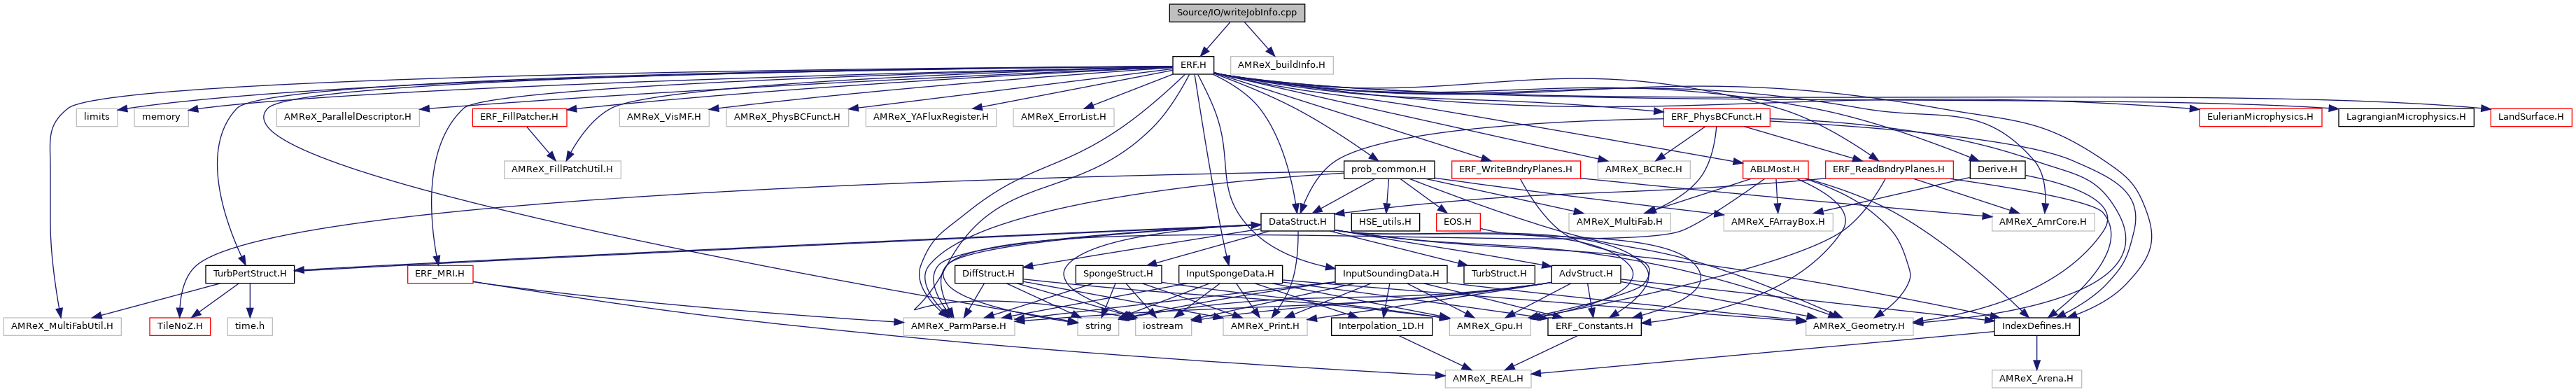 Source/IO/writeJobInfo.cpp
ERF.H
AMReX_buildInfo.H
limits
memory
AMReX_ParallelDescriptor.H
ERF_FillPatcher.H
AMReX_VisMF.H
AMReX_PhysBCFunct.H
AMReX_YAFluxRegister.H
AMReX_ErrorList.H
ERF_PhysBCFunct.H
EulerianMicrophysics.H
LagrangianMicrophysics.H
LandSurface.H
AMReX_FillPatchUtil.H
prob_common.H
ERF_WriteBndryPlanes.H
AMReX_BCRec.H
ABLMost.H
ERF_ReadBndryPlanes.H
Derive.H
DataStruct.H
HSE_utils.H
EOS.H
AMReX_MultiFab.H
AMReX_FArrayBox.H
AMReX_AmrCore.H
TurbPertStruct.H
ERF_MRI.H
DiffStruct.H
SpongeStruct.H
InputSpongeData.H
InputSoundingData.H
TurbStruct.H
AdvStruct.H
AMReX_MultiFabUtil.H
TileNoZ.H
time.h
AMReX_ParmParse.H
string
iostream
AMReX_Print.H
Interpolation_1D.H
AMReX_Gpu.H
ERF_Constants.H
AMReX_Geometry.H
IndexDefines.H
AMReX_REAL.H
AMReX_Arena.H